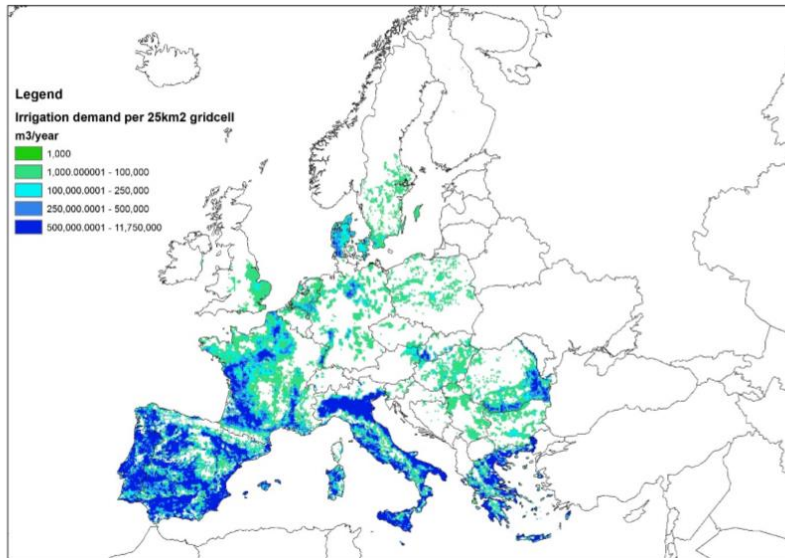 Legend
Irrigation demand per 25km2 gridcell
m3/year
1,000
1,000.000001 - 100,000
100,000.0001 - 250,000
250,000.0001 - 500,000
500,000.0001 - 11,750,000